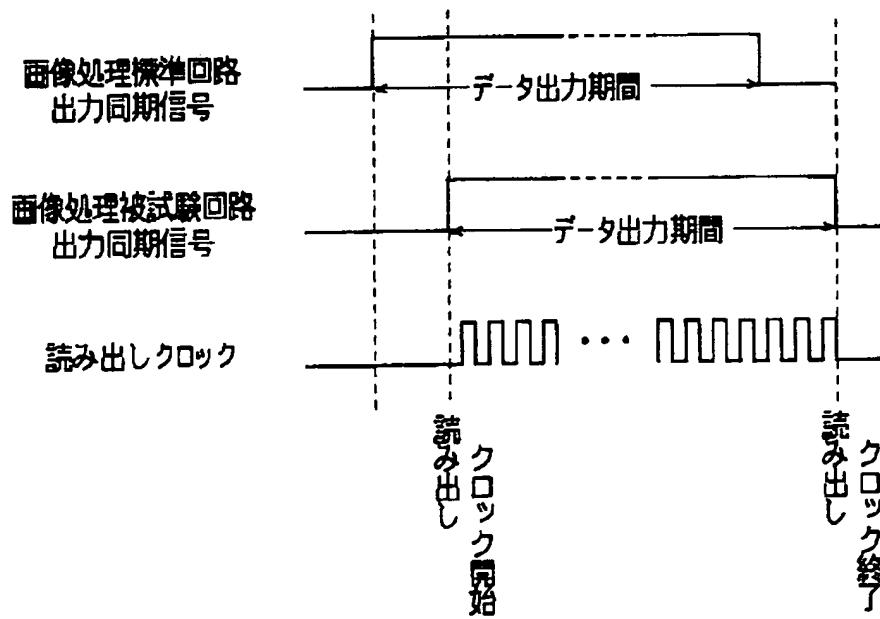 画像処理標準回路
出力同期信号
データ出力期間
画像処理被試験回路
出力同期信号
データ出力期間
読み出しクロック
読み出し
クロック開始
読み出し
クロック終了